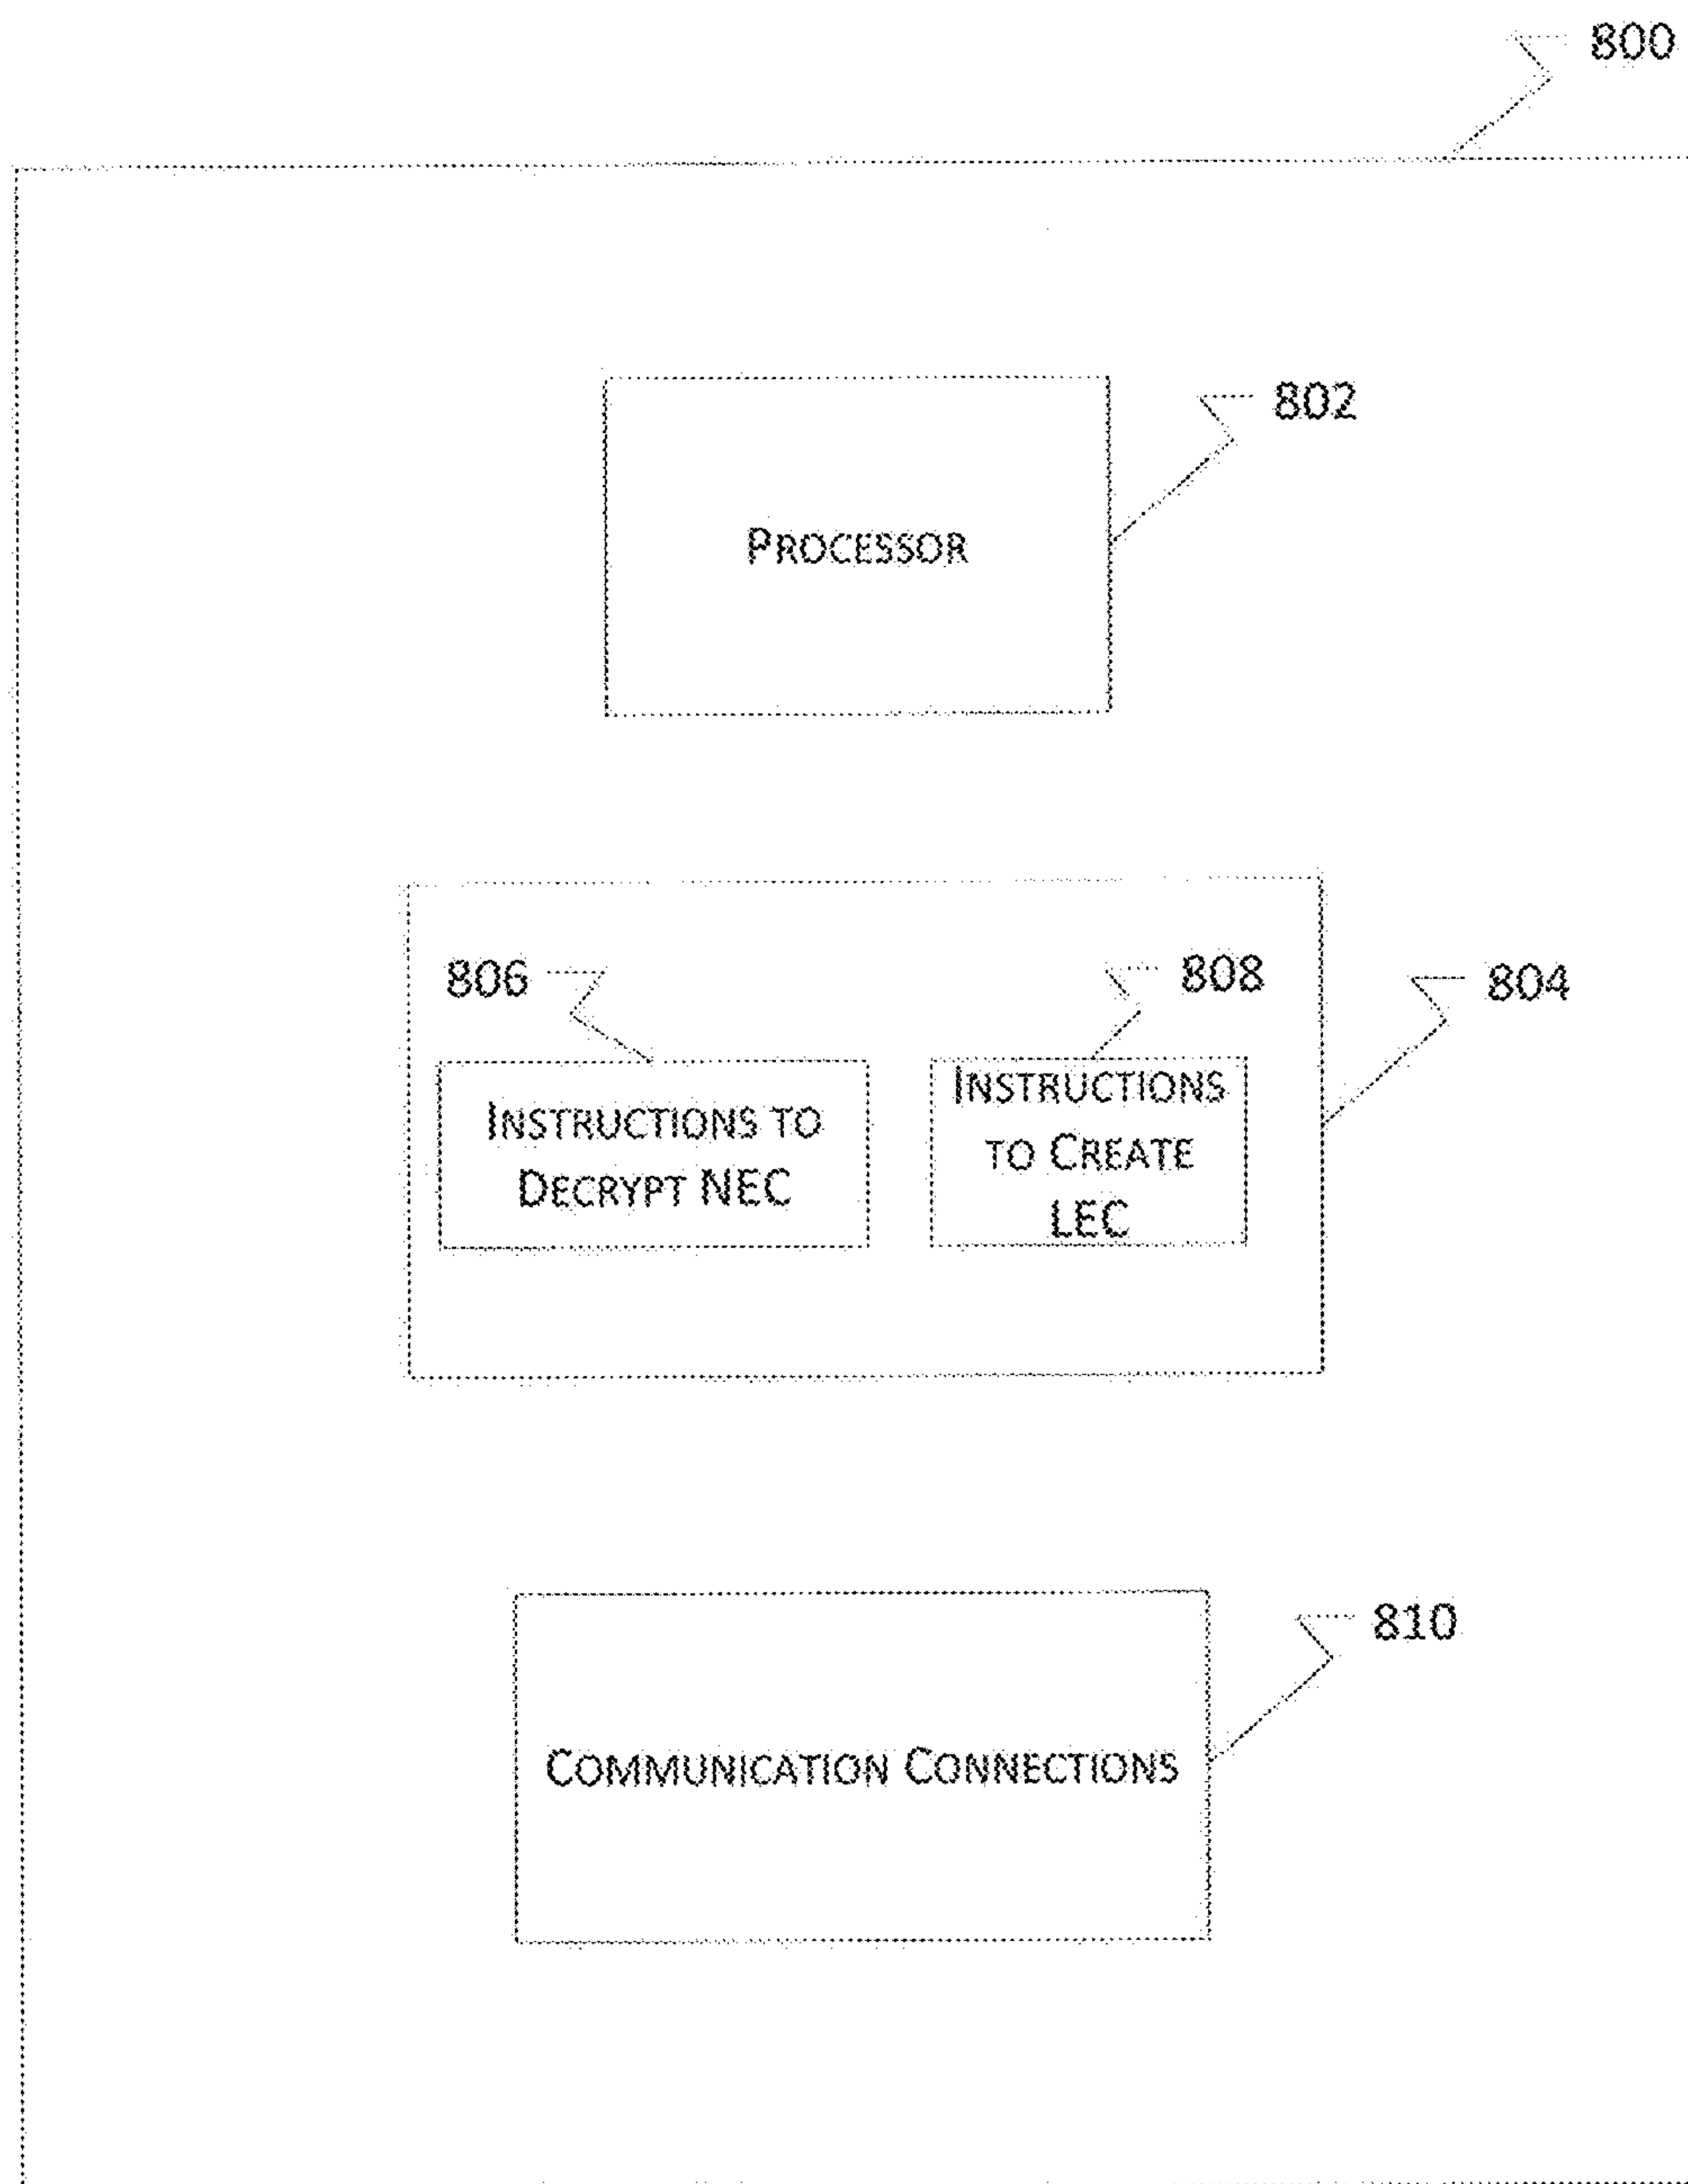 800
802
PROCESSOR
806
808
804
INSTRUCTIONS TO
DECRYPT NEC
INSTRUCTIONS
TO CREATE
LEC
810
COMMUNICATION CONNECTIONS